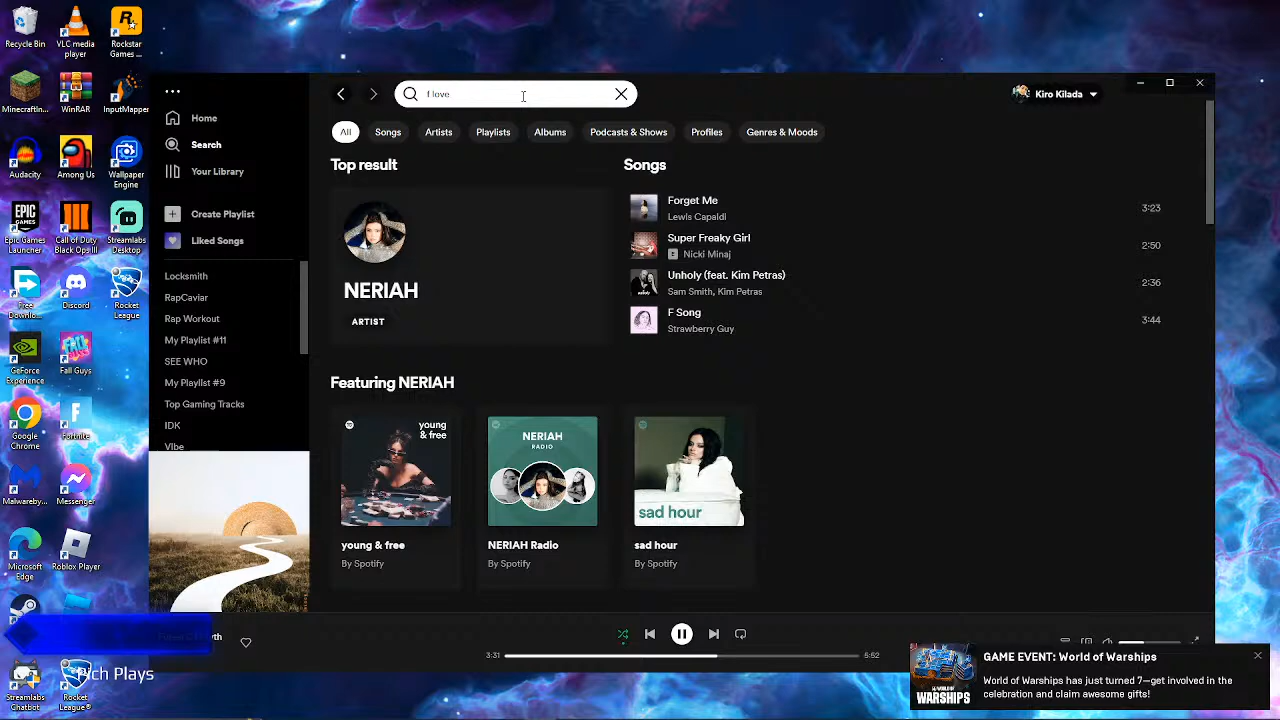 Recycle Bin
VLC media player
Rockstar Games ...
Minecraft...
WinRAR
InputMapper
Audacity
Among Us
Wallpaper Engine
EPIC GAMES
Epic Games Launcher
Call of Duty Black Ops III
Streamlabs Desktop
Free Downlo...
Discord
Rocket League
GeForce Experience
Fall Guys
Google Chrome
Fortnite
Malwareby...
Messenger
Microsoft Edge
Roblox Player
Streamlabs Chatbot
Rocket League®
Rich Plays
Home
Search
Your Library
Create Playlist
Liked Songs
Locksmith
RapCaviar
Rap Workout
My Playlist #11
SEE WHO
My Playlist #9
Top Gaming Tracks
IDK
Vibe
f love
Kiro Kilada
All
Songs
Artists
Playlists
Albums
Podcasts & Shows
Profiles
Genres & Moods
Top result
NERIAH
ARTIST
Songs
Forget Me
Lewis Capaldi
3:23
Super Freaky Girl
E Nicki Minaj
2:50
Unholy (feat. Kim Petras)
Sam Smith, Kim Petras
2:36
F Song
Strawberry Guy
3:44
Featuring NERIAH
young & free
young & free
By Spotify
NERIAH RADIO
NERIAH Radio
By Spotify
sad hour
sad hour
By Spotify
3:31
5:52
GAME EVENT: World of Warships
World of Warships has just turned 7—get involved in the
celebration and claim awesome gifts!
WORLD OF WARSHIPS